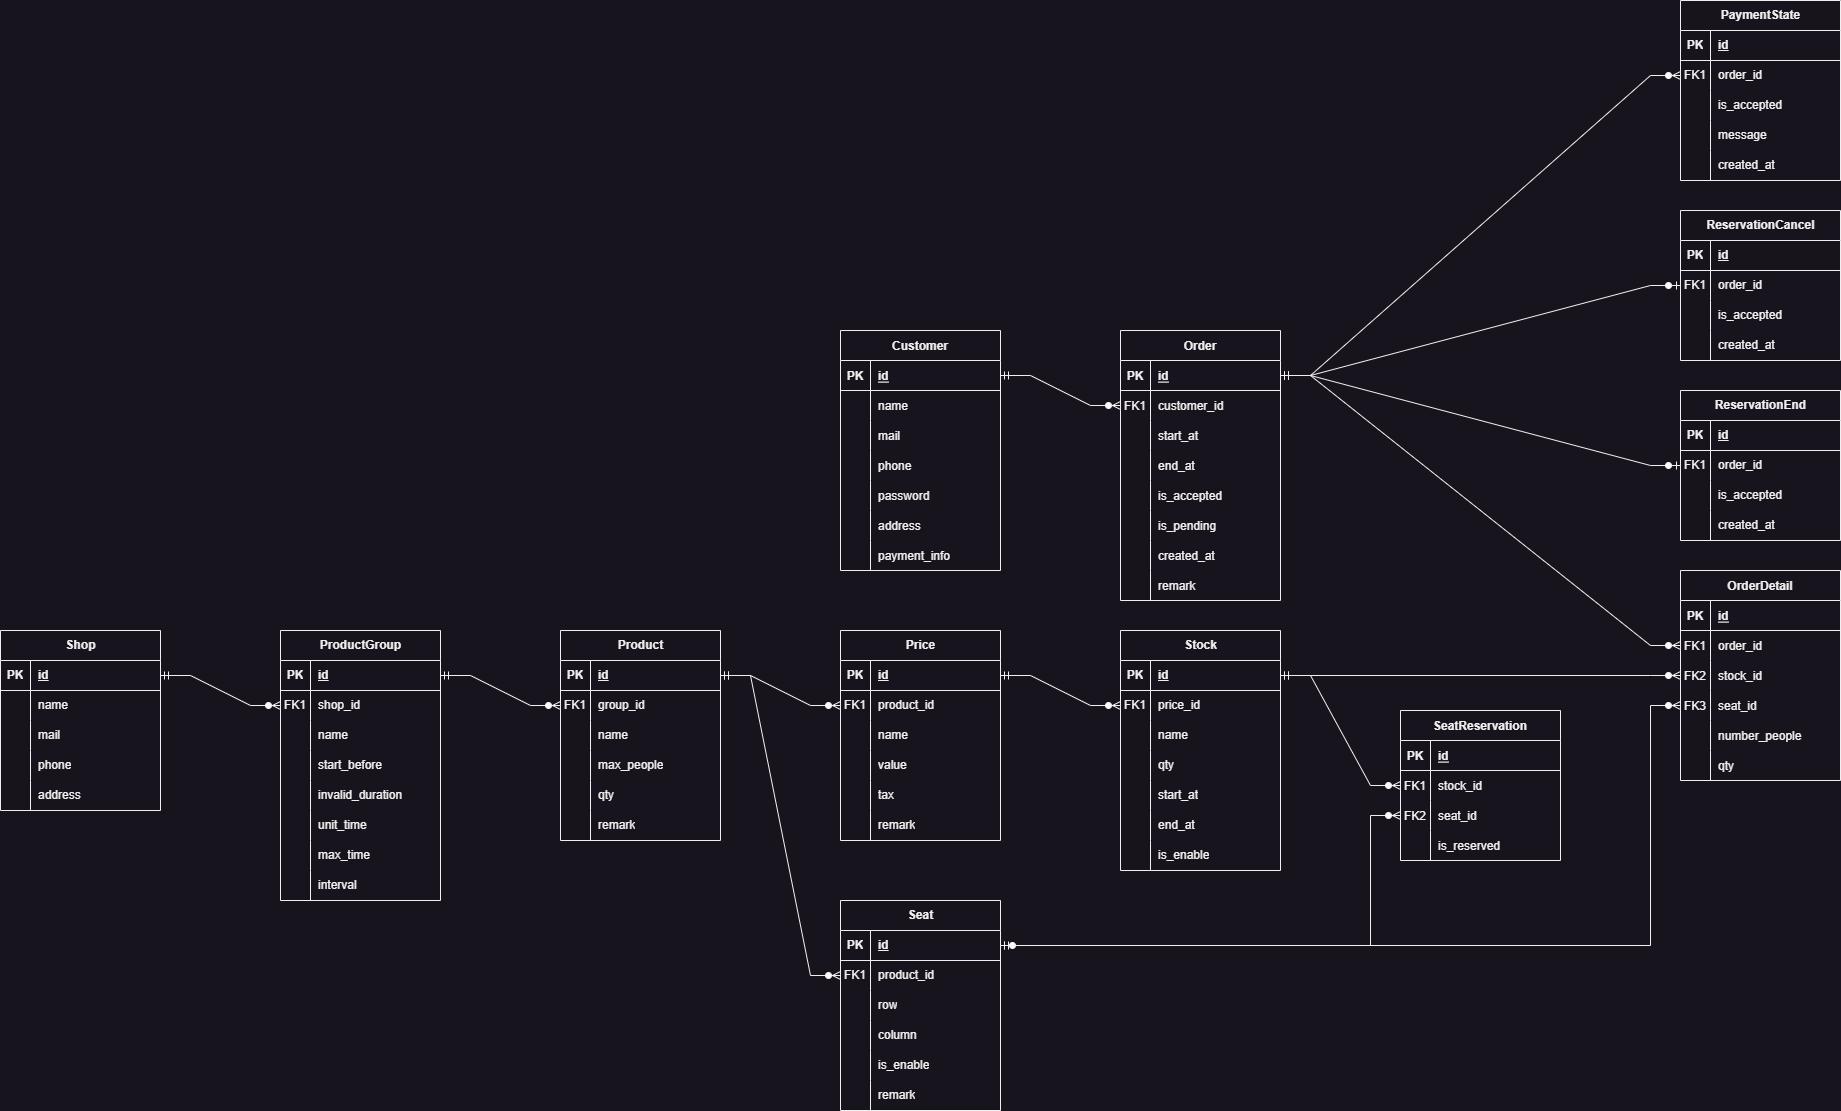 PaymentState
PK id
FK1 order_id
is_accepted
message
created_at
ReservationCancel
PK id
FK1 order_id
is_accepted
created_at
Customer
PK id
name
mail
phone
password
address
payment_info
Order
PK id
FK1 customer_id
start_at
end_at
is_accepted
is_pending
created_at
remark
ReservationEnd
PK id
FK1 order_id
is_accepted
created_at
OrderDetail
PK id
FK1 order_id
FK2 stock_id
FK3 seat_id
number_people
qty
Shop
PK id
name
mail
phone
address
ProductGroup
PK id
FK1 shop_id
name
start_before
invalid_duration
unit_time
max_time
interval
Product
PK id
FK1 group_id
name
max_people
qty
remark
Price
PK id
FK1 product_id
name
value
tax
remark
Stock
PK id
FK1 price_id
name
qty
start_at
end_at
is_enable
SeatReservation
PK id
FK1 stock_id
FK2 seat_id
is_reserved
Seat
PK id
FK1 product_id
row
column
is_enable
remark